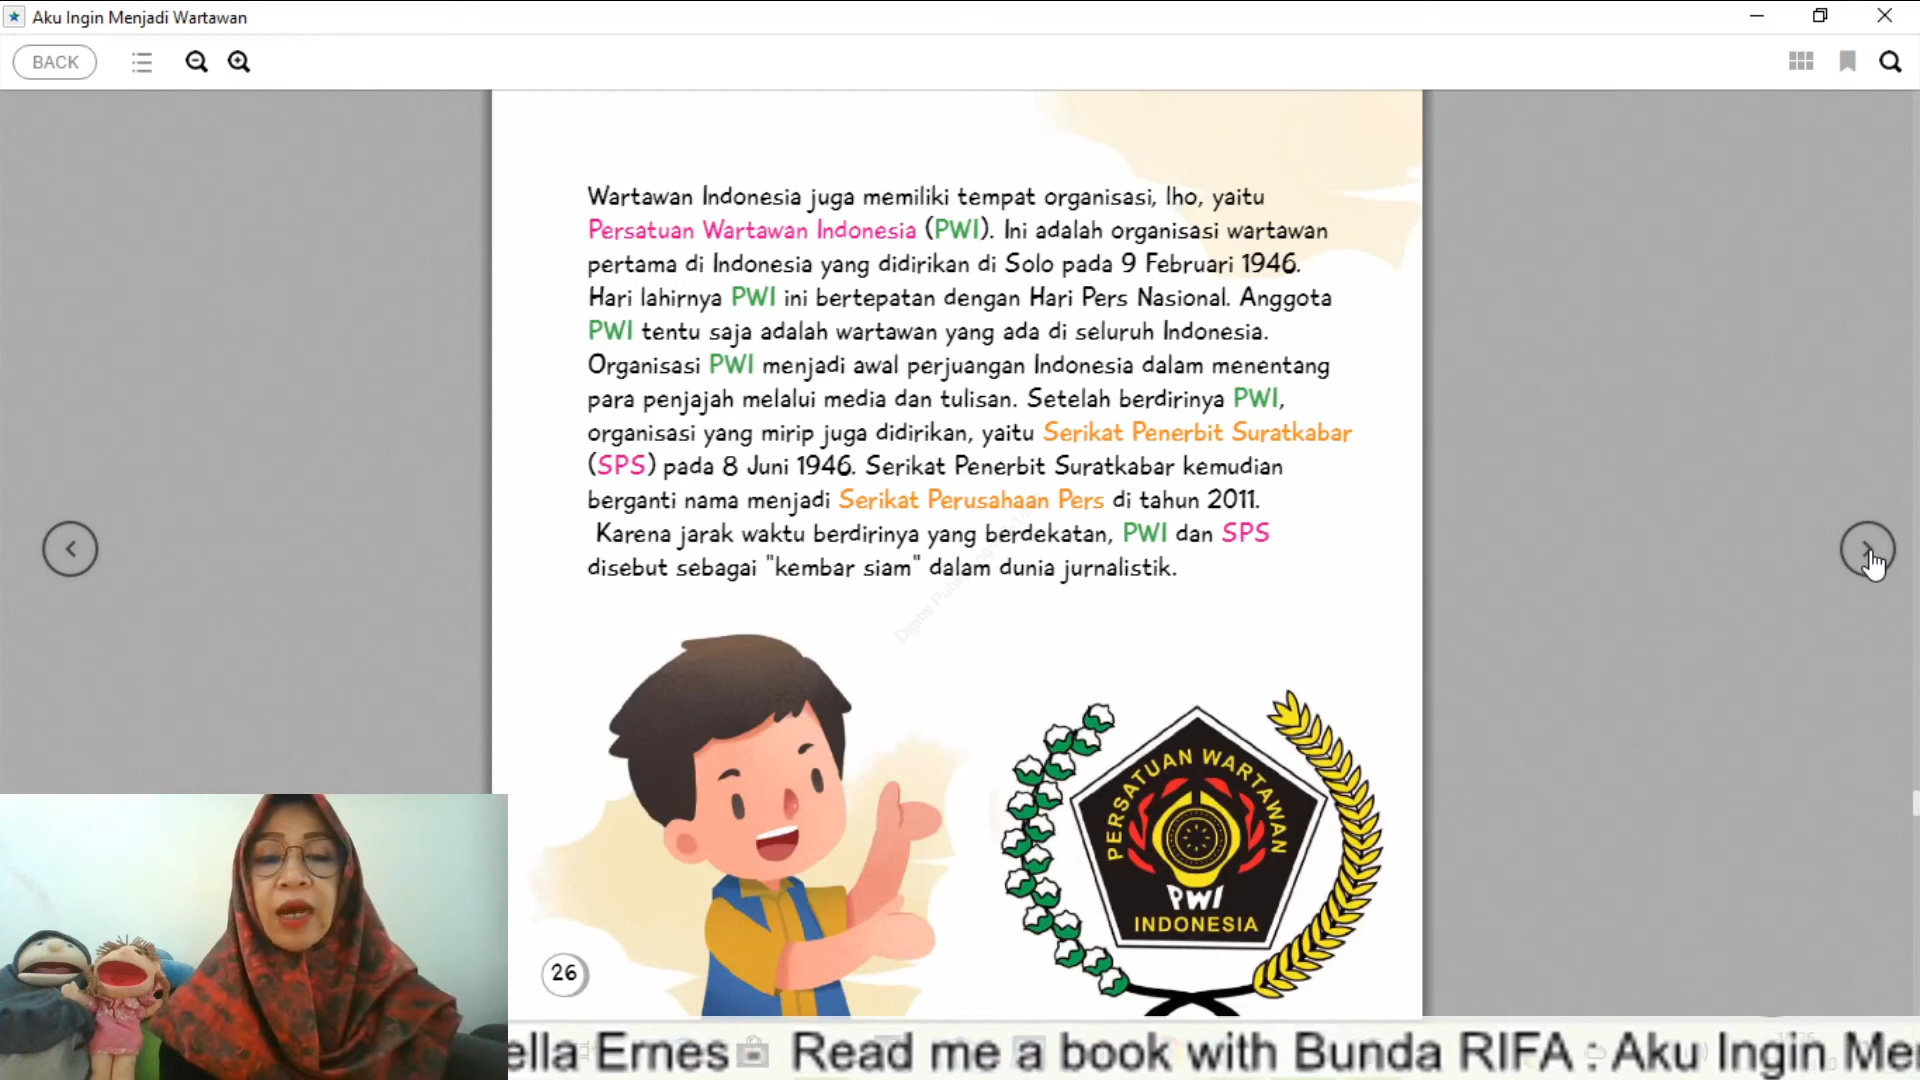 Aku Ingin Menjadi Wartawan
BACK
Wartawan Indonesia juga memiliki tempat organisasi, lho, yaitu
Persatuan Wartawan Indonesia (PWI). Ini adalah organisasi wartawan
pertama di Indonesia yang didirikan di Solo pada 9 Februari 1946.
Hari lahirnya PWI ini bertepatan dengan Hari Pers Nasional. Anggota
PWI tentu saja adalah wartawan yang ada di seluruh Indonesia.
Organisasi PWI menjadi awal perjuangan Indonesia dalam menentang
para penjajah melalui media dan tulisan. Setelah berdirinya PWI,
organisasi yang mirip juga didirikan, yaitu Serikat Penerbit Suratkabar
(SPS) pada 8 Juni 1946. Serikat Penerbit Suratkabar kemudian
berganti nama menjadi Serikat Perusahaan Pers di tahun 2011.
Karena jarak waktu berdirinya yang berdekatan, PWI dan SPS
disebut sebagai "kembar siam" dalam dunia jurnalistik.
PERSATUAN WARTAWAN
PWI
INDONESIA
26
ella Ernes Read me a book with Bunda RIFA : Aku Ingin Me